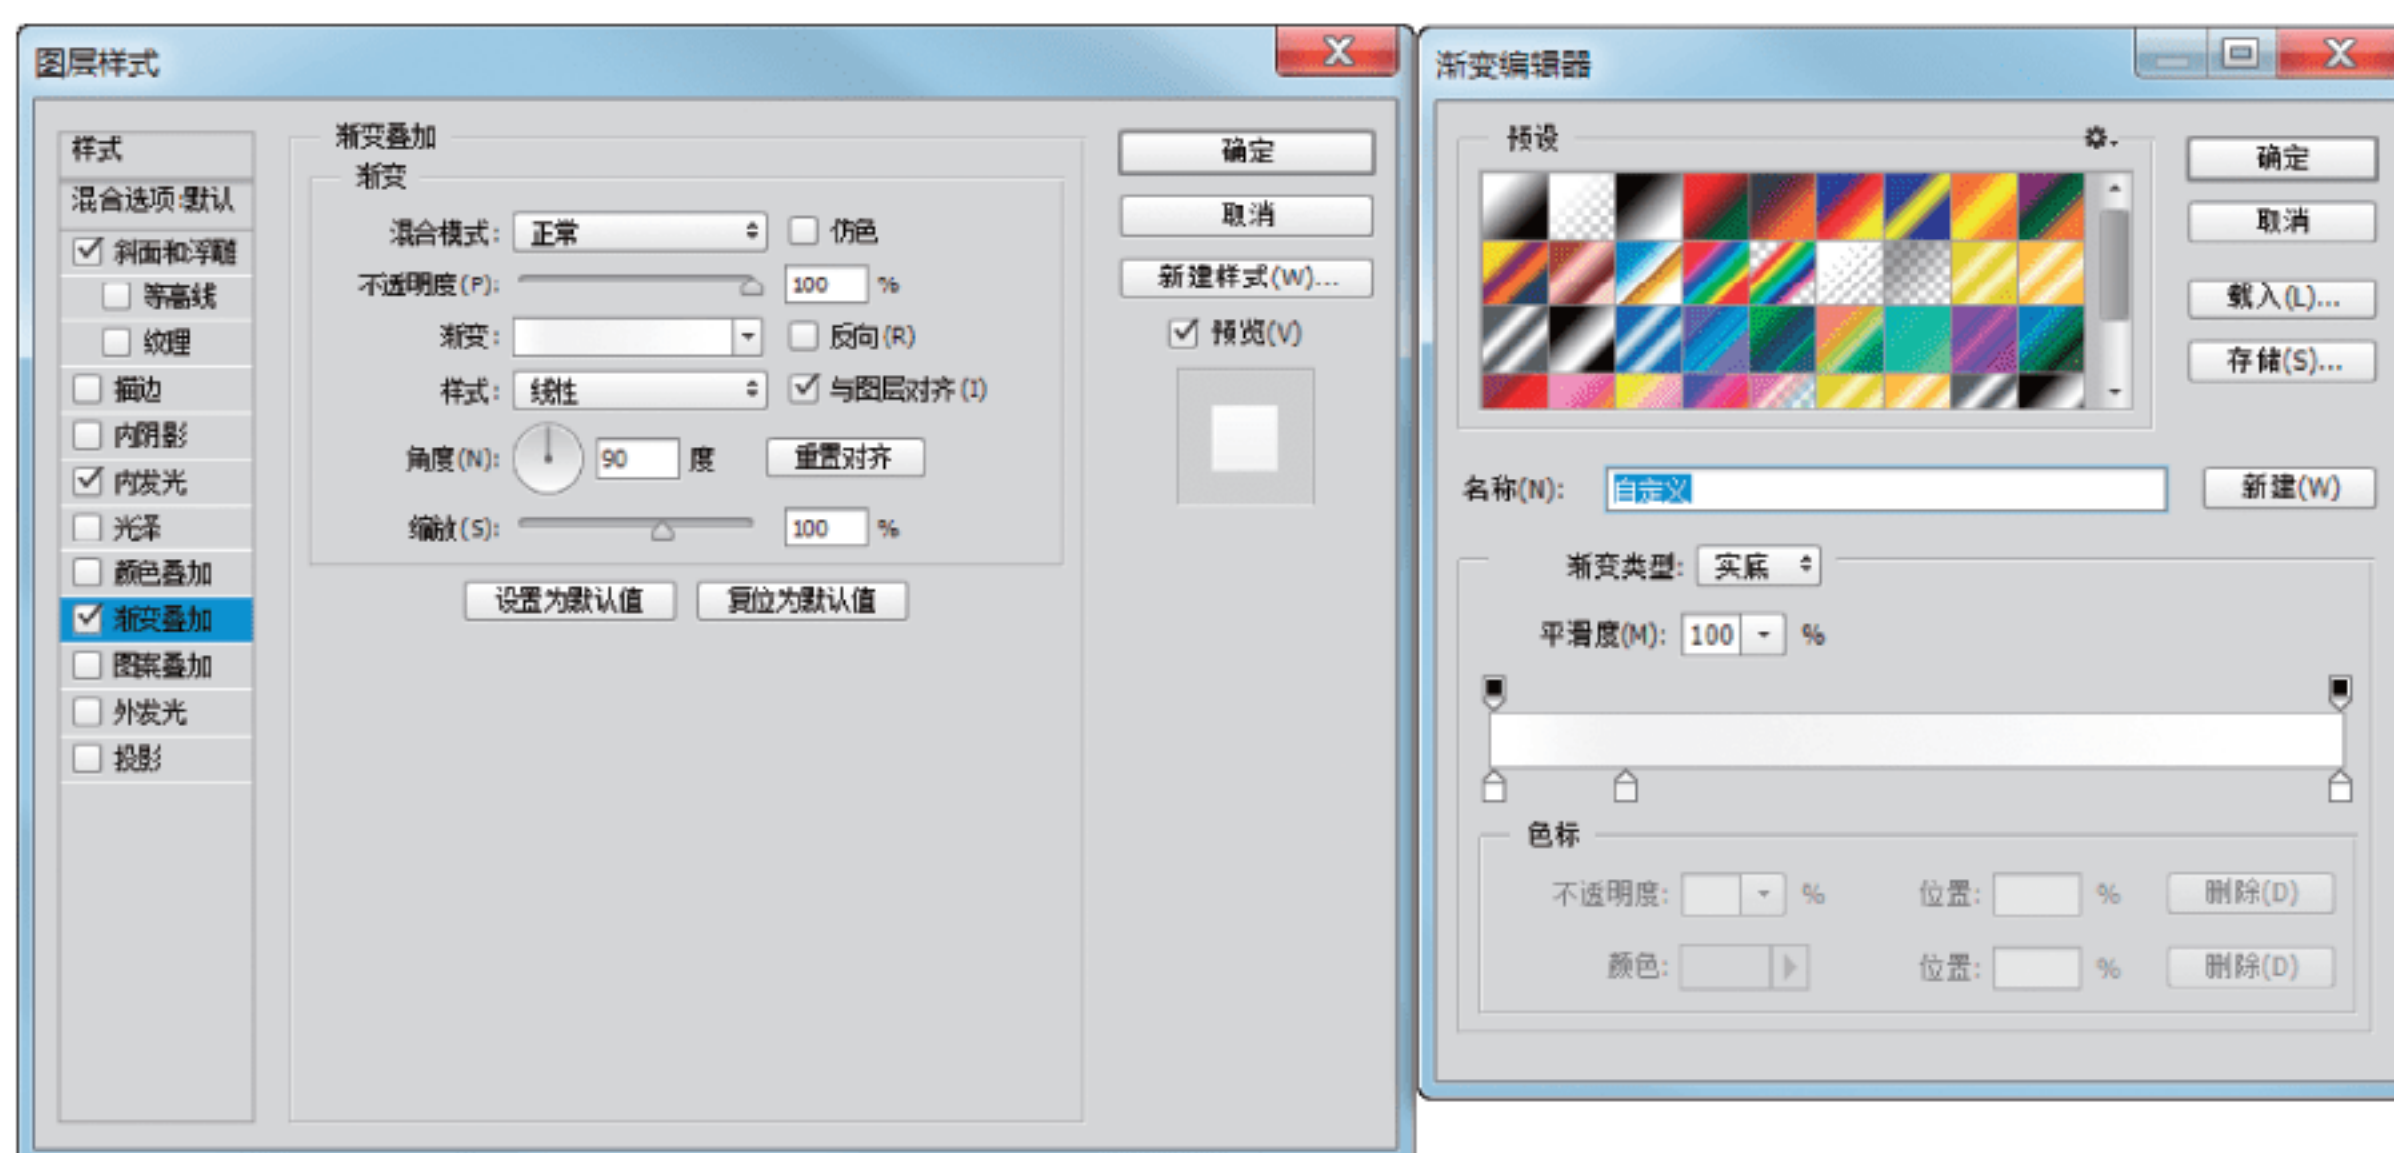 图层样式
样式
混合选项:默认
斜面和浮雕
等高线
纹理
描边
内阴影
内发光
光泽
颜色叠加
渐变叠加
图案叠加
外发光
投影
渐变叠加
渐变
混合模式: 正常 仿色
不透明度(P): 100 %
渐变: 反向(R)
样式: 线性 与图层对齐(I)
角度(N): 90 度 重置对齐
缩放(S): 100 %
设置为默认值 复位为默认值
确定
取消
新建样式(W)...
预览(V)
渐变编辑器
预设
确定
取消
载入(L)...
存储(S)...
名称(N): 自定义 新建(W)
渐变类型: 实底
平滑度(M): 100 %
色标
不透明度: % 位置: % 删除(D)
颜色: 位置: % 删除(D)